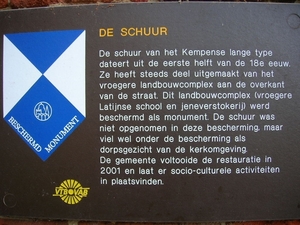 DE SCHUUR
De schuur van het Kempense lange type
dateert uit de eerste helft van de 18e eeuw.
Ze heeft steeds deel uitgemaakt van het
vroegere landbouwcomplex aan de overkant
van de straat. Dit landbouwcomplex (vroegere
Latijnse school en jeneverstokerij) werd
beschermd als monument. De schuur was
niet opgenomen in deze bescherming, maar
viel wel onder de bescherming als
dorpsgezicht van de kerkomgeving.
De gemeente voltooide de restauratie in
2001 en laat er socio-culturele activiteiten
in plaatsvinden.
BESCHERMD MONUMENT
VTB·VAB